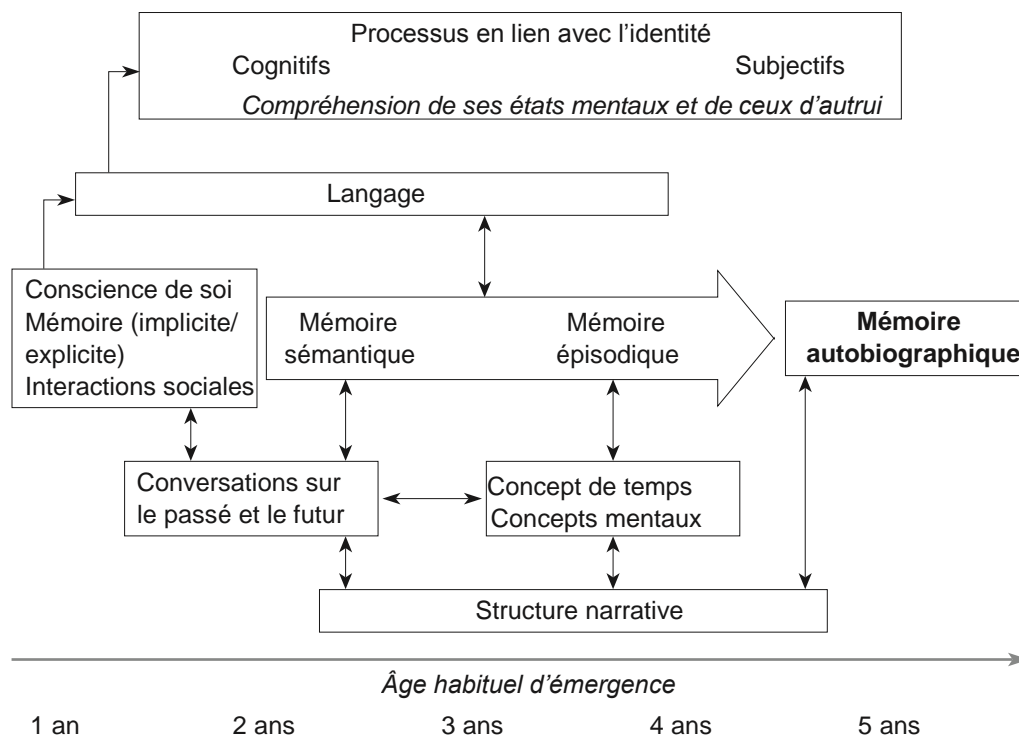 Processus en lien avec l’identité
Cognitifs Subjectifs
Compréhension de ses états mentaux et de ceux d’autrui
Langage
Conscience de soi
Mémoire (implicite/
explicite)
Interactions sociales
Mémoire
sémantique
Mémoire
épisodique
Mémoire
autobiographique
Conversations sur
le passé et le futur
Concept de temps
Concepts mentaux
Structure narrative
Âge habituel d’émergence
1 an 2 ans 3 ans 4 ans 5 ans